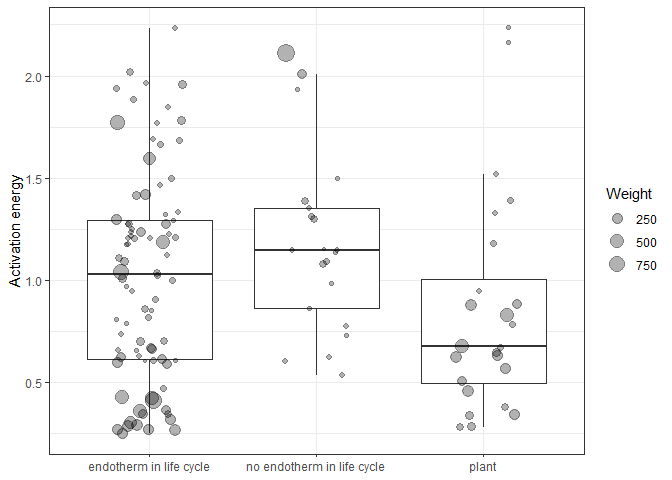 Activation energy
2.0
1.5
1.0
0.5
endotherm in life cycle
no endotherm in life cycle
plant
Weight
250
500
750